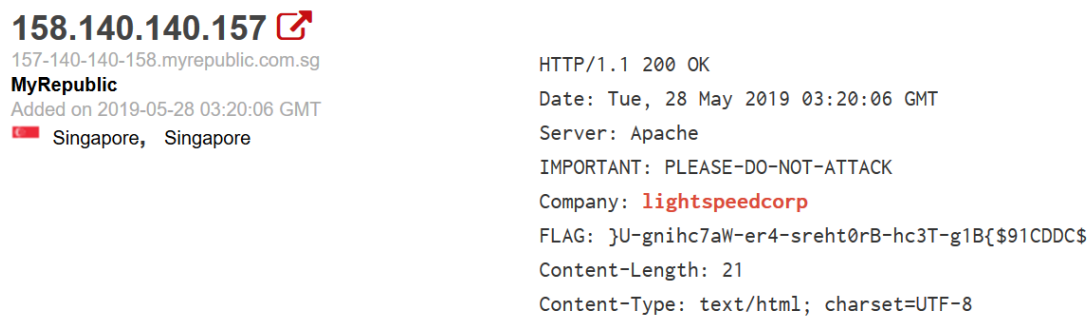 158.140.140.157
157-140-140-158.myrepublic.com.sg
MyRepublic
Added on 2019-05-28 03:20:06 GMT
Singapore, Singapore
HTTP/1.1 200 OK
Date: Tue, 28 May 2019 03:20:06 GMT
Server: Apache
IMPORTANT: PLEASE-DO-NOT-ATTACK
Company: lightspeedcorp
FLAG: }U-gnihc7aW-er4-sreht0rB-hc3T-g1B{$91CDDC$
Content-Length: 21
Content-Type: text/html; charset=UTF-8